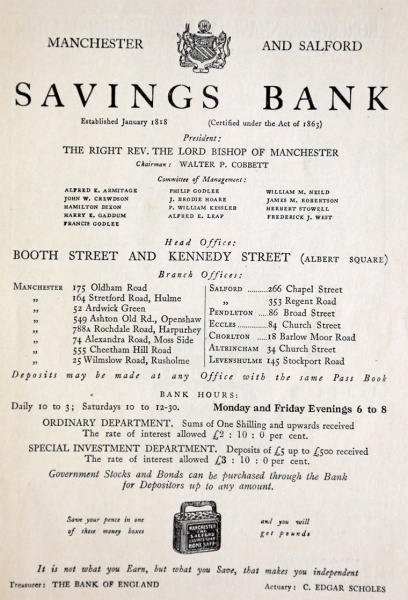 MANCHESTER AND SALFORD
SAVINGS BANK
Established January 1818 (Certified under the Act of 1863)
President:
THE RIGHT REV. THE LORD BISHOP OF MANCHESTER
Chairman: WALTER P. COBBETT
Committee of Management:
ALFRED K. ARMITAGE PHILIP GODLEE WILLIAM M. NEILD
JOHN W. CREWDSON J. BRODIE HOARE JAMES M. ROBERTSON
HAMILTON DIXON P. WILLIAM KESSLER HERBERT STOWELL
HARRY K. GADDUM ALFRED E. LEAF FREDERICK J. WEST
FRANCIS GODLEE
Head Office:
BOOTH STREET AND KENNEDY STREET (ALBERT SQUARE)
Branch Offices:
MANCHESTER 175 Oldham Road
„ 164 Stretford Road, Hulme
„ 52 Ardwick Green
„ 549 Ashton Old Rd., Openshaw
„ 788A Rochdale Road, Harpurhey
„ 74 Alexandra Road, Moss Side
„ 555 Cheetham Hill Road
„ 25 Wilmslow Road, Rusholme
SALFORD ..........266 Chapel Street
„ 353 Regent Road
PENDLETON ....86 Broad Street
ECCLES..........84 Church Street
CHORLTON ....18 Barlow Moor Road
ALTRINCHAM 34 Church Street
LEVENSHULME 145 Stockport Road
Deposits may be made at any Office with the same Pass Book
BANK HOURS:
Daily 10 to 3; Saturdays 10 to 12-30. Monday and Friday Evenings 6 to 8
ORDINARY DEPARTMENT. Sums of One Shilling and upwards received
The rate of interest allowed £2 : 10 : 0 per cent.
SPECIAL INVESTMENT DEPARTMENT. Deposits of £5 up to £500 received
The rate of interest allowed £3 : 10 : 0 per cent.
Government Stocks and Bonds can be purchased through the Bank
for Depositors up to any amount.
Save your pence in one
of these money boxes
MANCHESTER
AND
SALFORD
SAVINGS BANK
HOME SAFE
and you will
get pounds
It is not what you Earn, but what you Save, that makes you independent
Treasurer: THE BANK OF ENGLAND Actuary: C. EDGAR SCHOLES